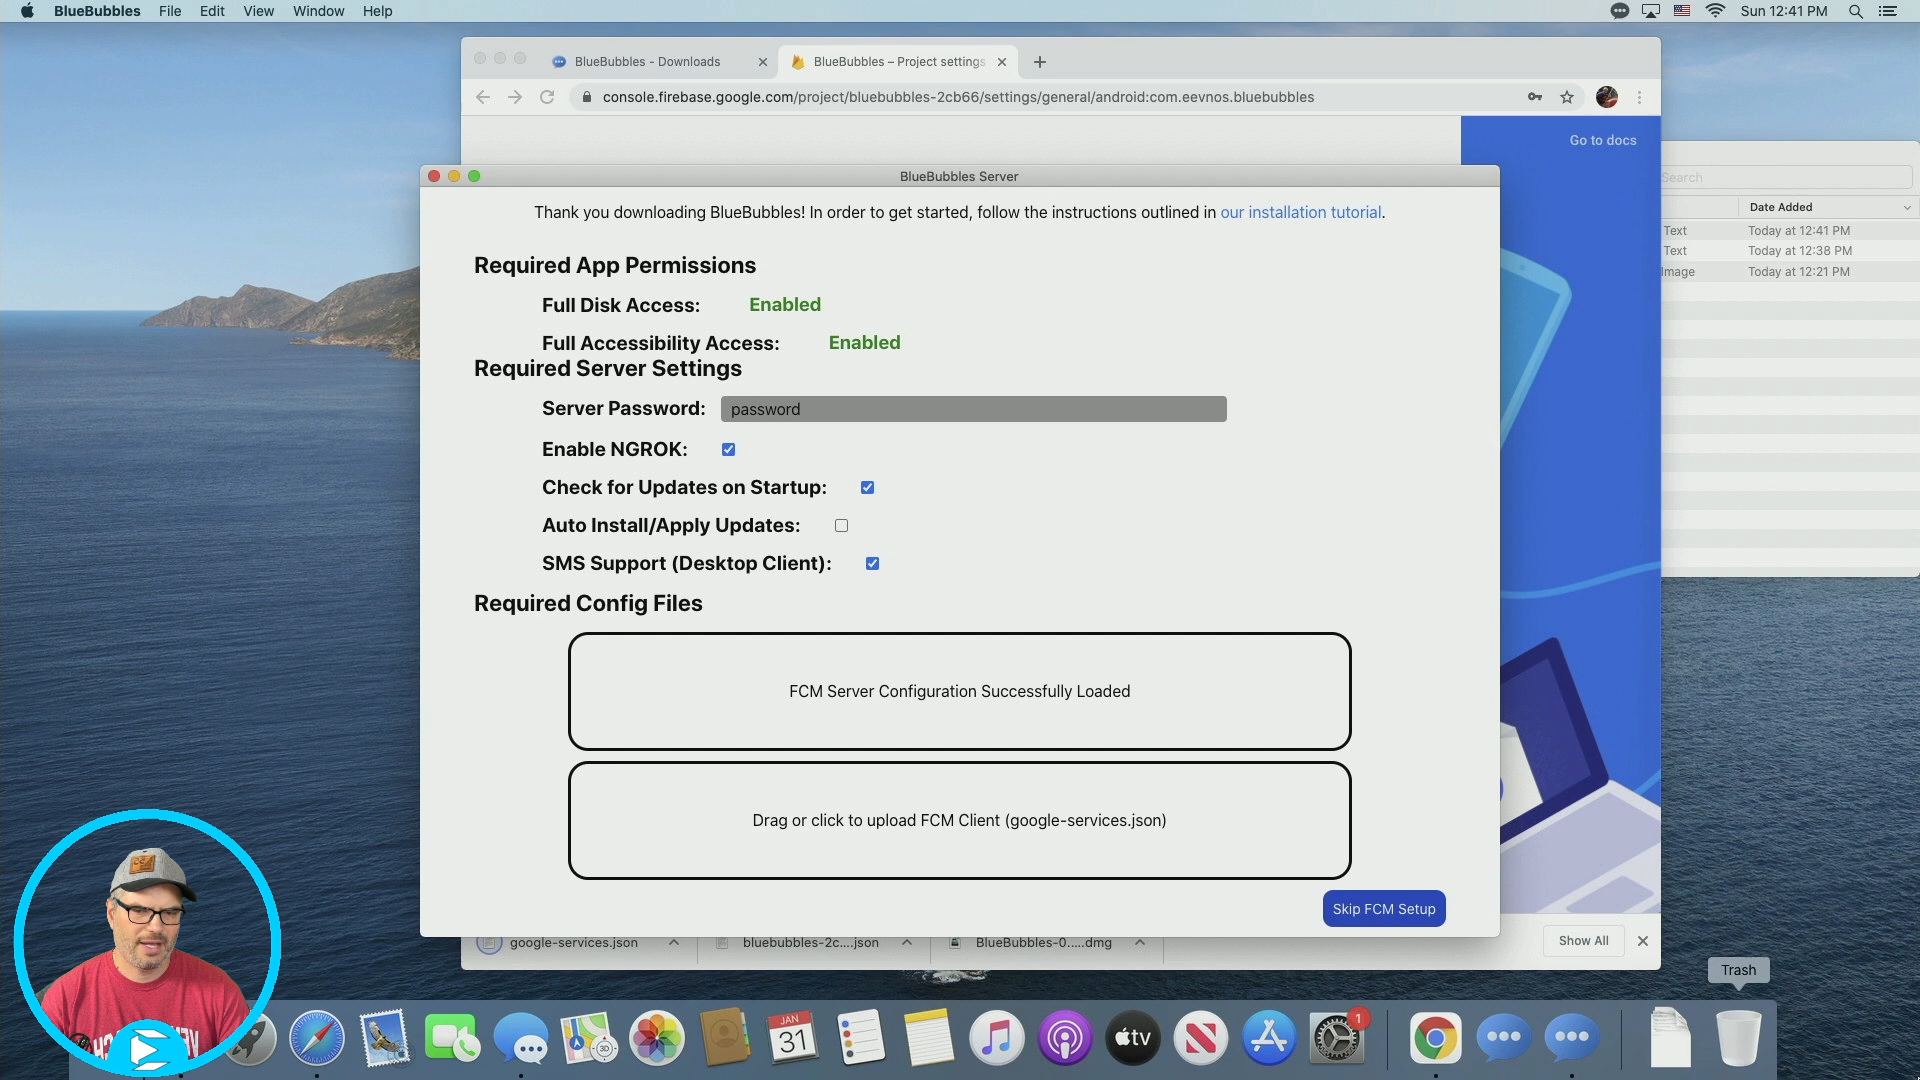 BlueBubbles File Edit View Window Help
Sun 12:41 PM
BlueBubbles - Downloads
BlueBubbles – Project settings
console.firebase.google.com/project/bluebubbles-2cb66/settings/general/android:com.eevnos.bluebubbles
Go to docs
BlueBubbles Server
Thank you downloading BlueBubbles! In order to get started, follow the instructions outlined in our installation tutorial.
Required App Permissions
Full Disk Access: Enabled
Full Accessibility Access: Enabled
Required Server Settings
Server Password: password
Enable NGROK:
Check for Updates on Startup:
Auto Install/Apply Updates:
SMS Support (Desktop Client):
Required Config Files
FCM Server Configuration Successfully Loaded
Drag or click to upload FCM Client (google-services.json)
Skip FCM Setup
Search
Date Added
Text Today at 12:41 PM
Text Today at 12:38 PM
Image Today at 12:21 PM
google-services.json
bluebubbles-2c....json
BlueBubbles-0.....dmg
Show All
Trash
3D
JAN
31
tv
1